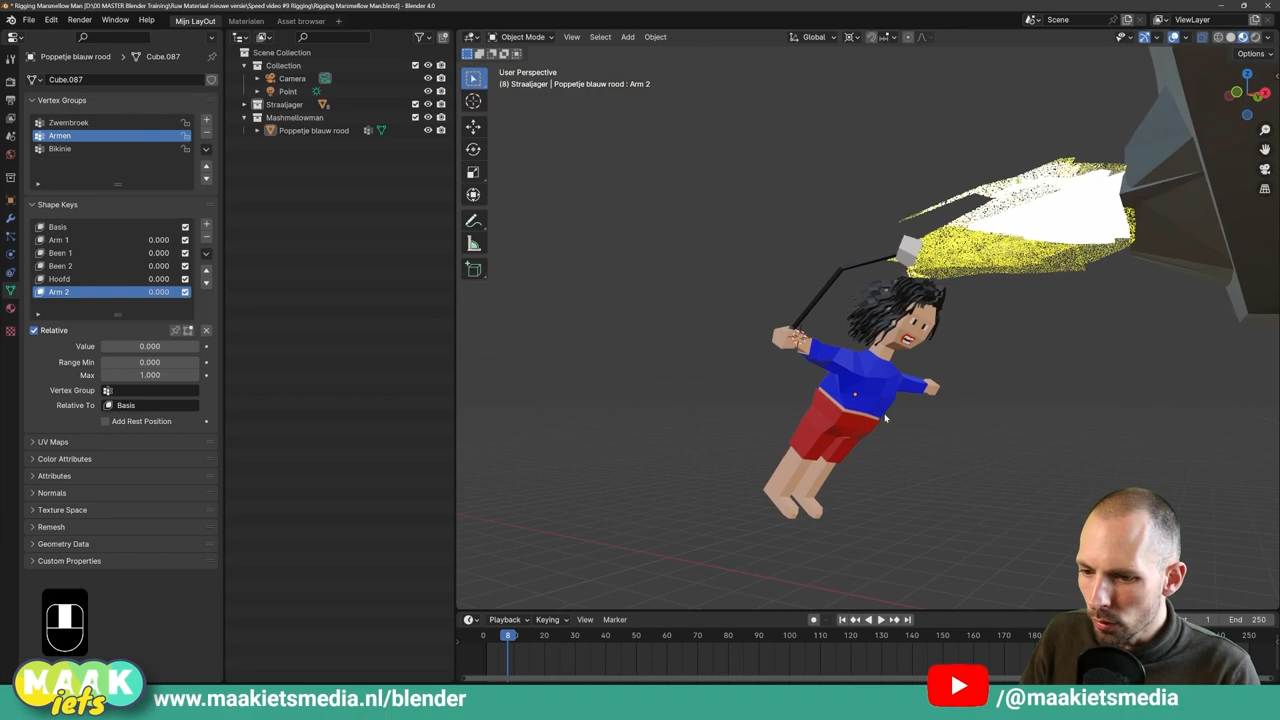 * Rigging Marsmellow Man [D:\00 MASTER Blender Training\Ruw Materiaal nieuwe versie\Speed video #9 Rigging\Rigging Marsmellow Man.blend] - Blender 4.0
File Edit Render Window Help Mijn LayOut Materialen Asset browser Scene ViewLayer
Object Mode View Select Add Object Global
Options
Poppetje blauw rood > Cube.087
Cube.087
Vertex Groups
Zwembroek
Armen
Bikinie
Shape Keys
Basis
Arm 1 0.000
Been 1 0.000
Been 2 0.000
Hoofd 0.000
Arm 2 0.000
Relative
Value 0.000
Range Min 0.000
Max 1.000
Vertex Group
Relative To Basis
Add Rest Position
UV Maps
Color Attributes
Attributes
Normals
Texture Space
Remesh
Geometry Data
Custom Properties
Scene Collection
Collection
Camera
Point
Straaljager
Mashmellowman
Poppetje blauw rood
User Perspective
(8) Straaljager | Poppetje blauw rood : Arm 2
Playback Keying View Marker 1 End 250
0 8 20 30 40 50 60 70 80 90 100 110 120 130 140 150 160 170 180 190 200 210 220 230 240 250
MAAK
iets
www.maakietsmedia.nl/blender
/@maakietsmedia